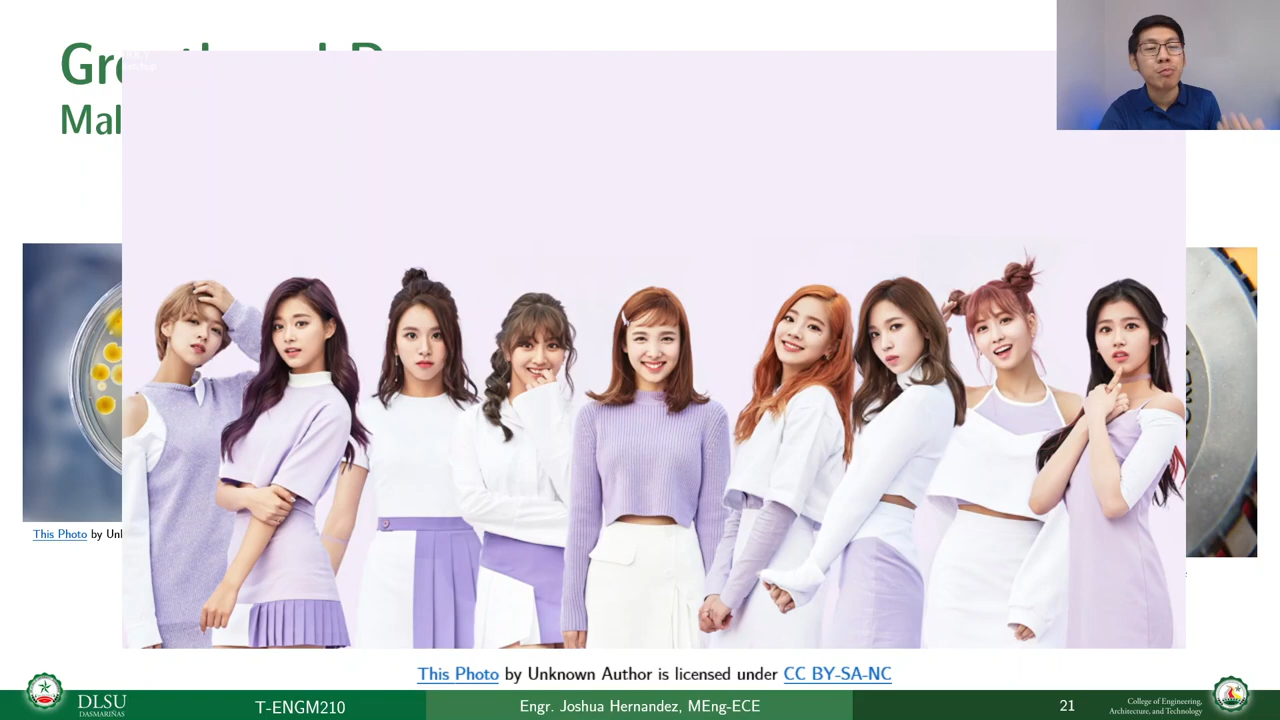 Gr
Mal
This Photo by Unk
This Photo by Unknown Author is licensed under CC BY-SA-NC
DLSU
DASMARIÑAS
T-ENGM210
Engr. Joshua Hernandez, MEng-ECE
21
College of Engineering,
Architecture, and Technology